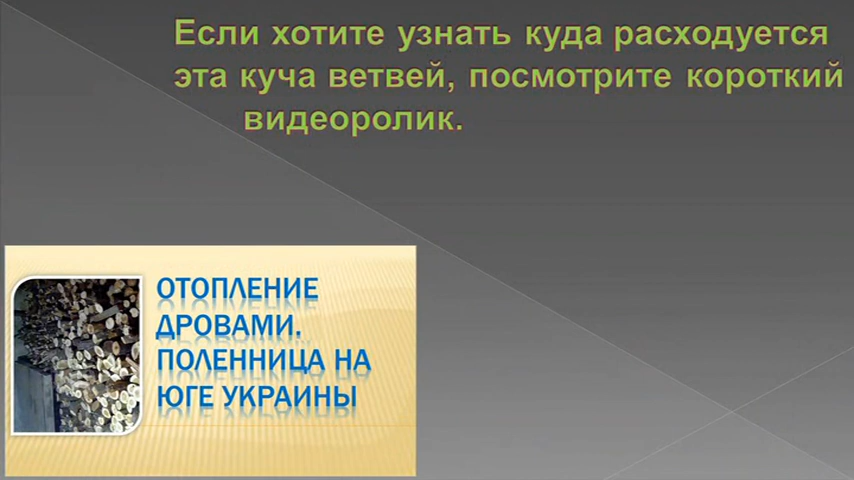 Если хотите узнать куда расходуется
эта куча ветвей, посмотрите короткий
видеоролик.
ОТОПЛЕНИЕ
ДРОВАМИ.
ПОЛЕННИЦА НА
ЮГЕ УКРАИНЫ